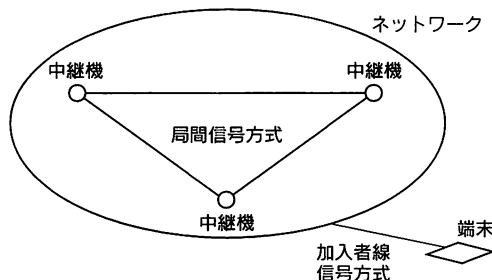 ネットワーク
中継機
中継機
局間信号方式
中継機
端末
加入者線
信号方式